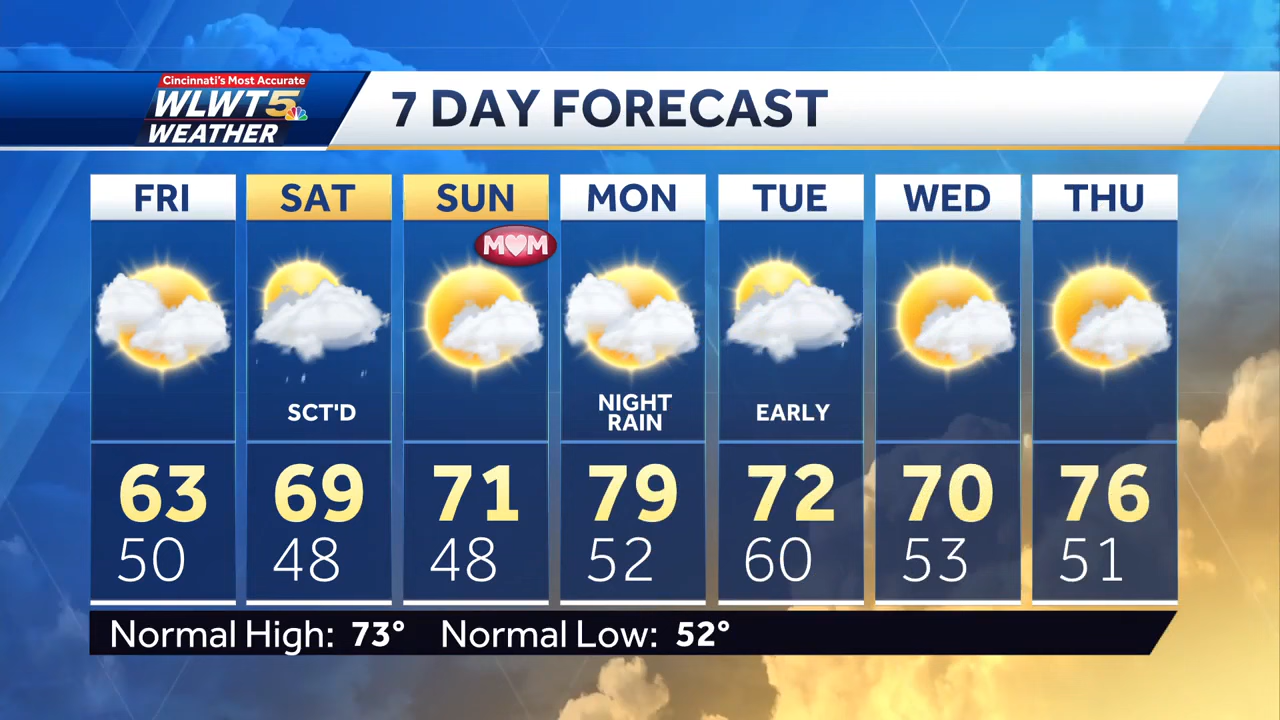 Cincinnati's Most Accurate
WLWT5
WEATHER
7 DAY FORECAST
FRI SAT SUN MON TUE WED THU
M♥M
SCT'D NIGHT RAIN EARLY
63 69 71 79 72 70 76
50 48 48 52 60 53 51
Normal High: 73° Normal Low: 52°